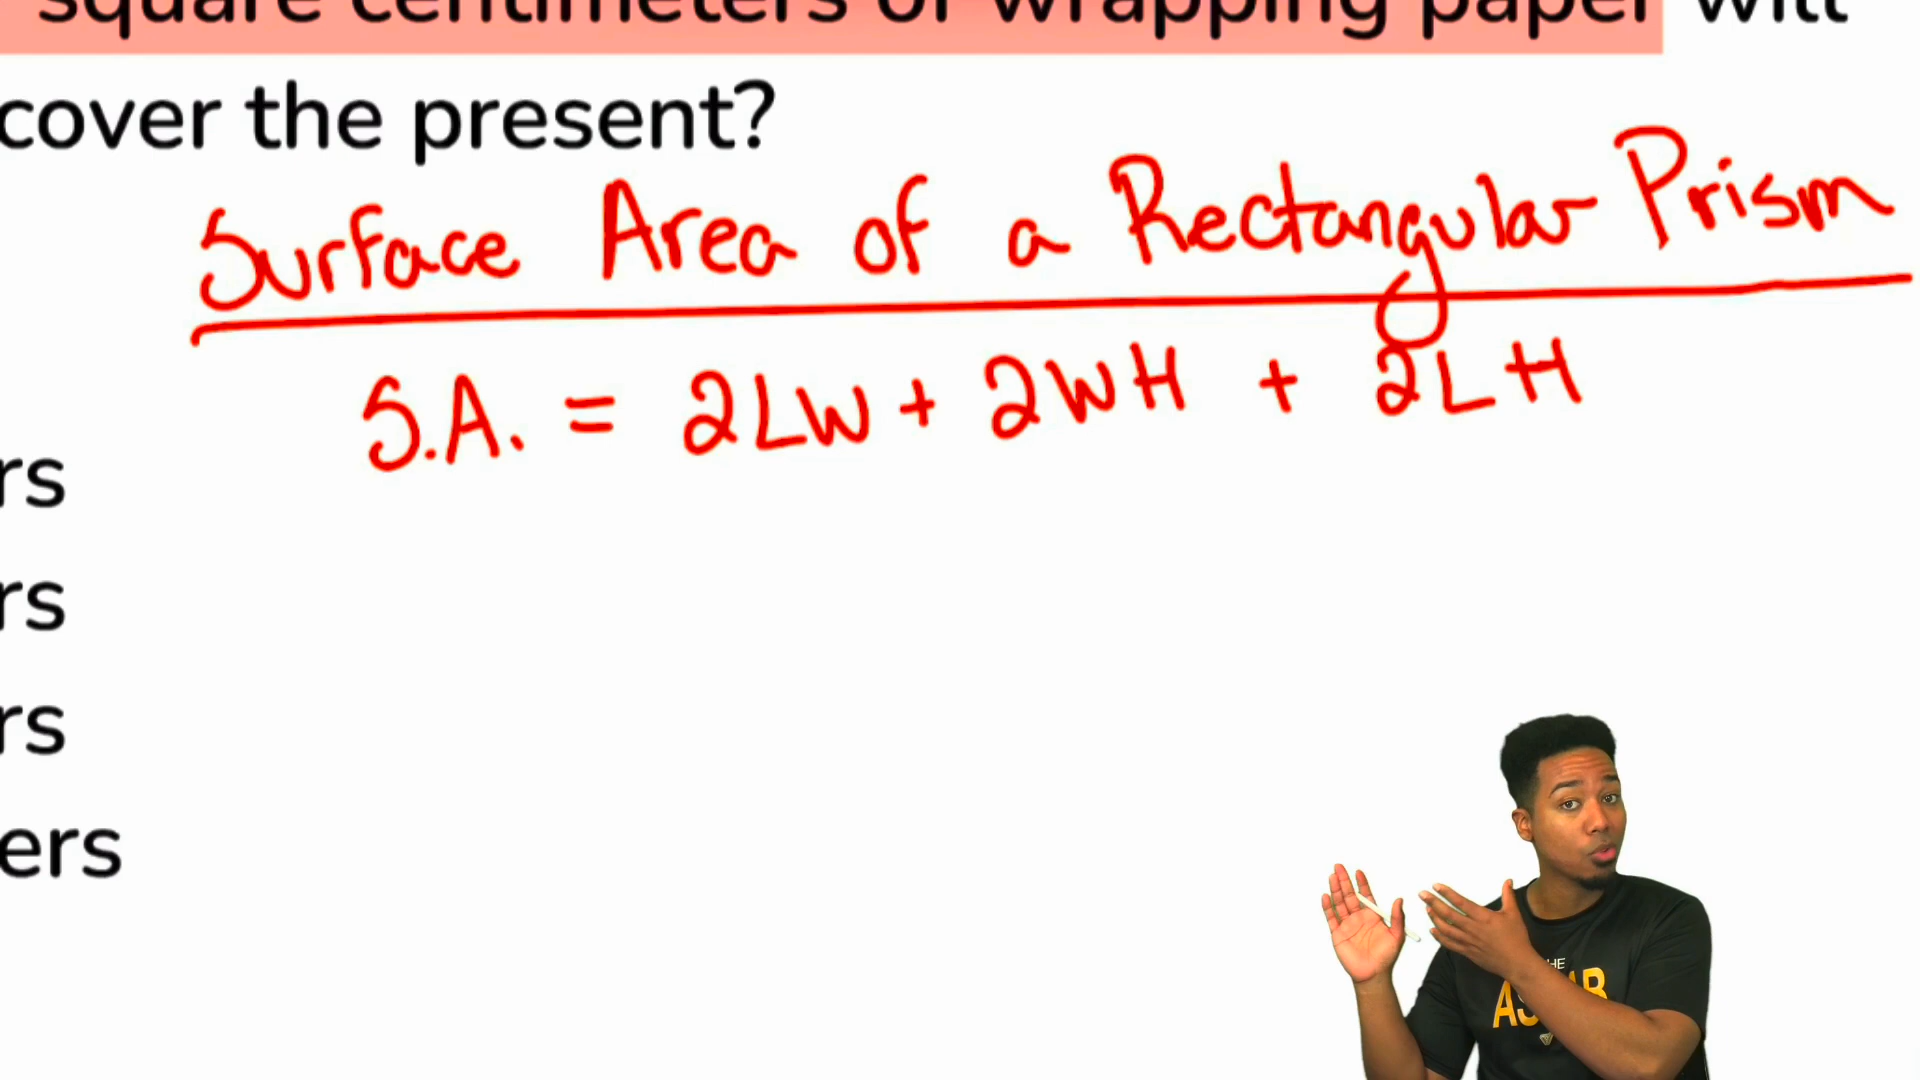 square centimeters of wrapping paper will
cover the present?
Surface Area of a Rectangular Prism
S.A. = 2LW + 2WH + 2LH
rs
rs
rs
ers